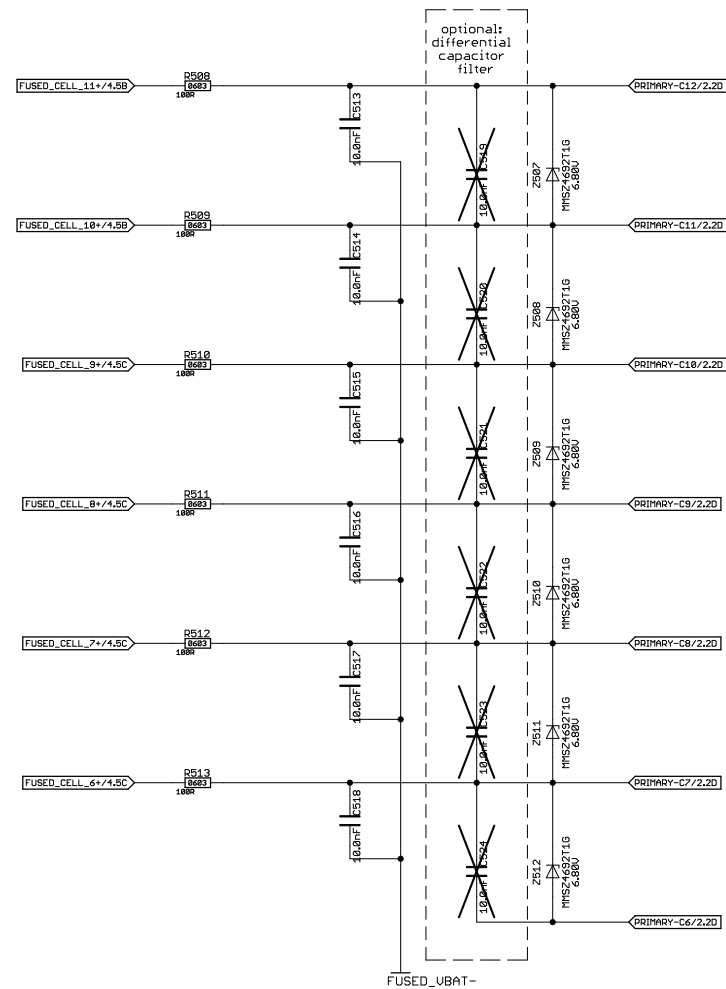 optional:
differential
capacitor
filter
FUSED_CELL_11+/4.5B
R508
0603
100R
C513
10.0nF
C519
10.0nF
Z507
MMSZ4692T1G
6.80V
PRIMARY-C12/2.2D
FUSED_CELL_10+/4.5B
R509
0603
100R
C514
10.0nF
C520
10.0nF
Z508
MMSZ4692T1G
6.80V
PRIMARY-C11/2.2D
FUSED_CELL_9+/4.5C
R510
0603
100R
C515
10.0nF
C521
10.0nF
Z509
MMSZ4692T1G
6.80V
PRIMARY-C10/2.2D
FUSED_CELL_8+/4.5C
R511
0603
100R
C516
10.0nF
C522
10.0nF
Z510
MMSZ4692T1G
6.80V
PRIMARY-C9/2.2D
FUSED_CELL_7+/4.5C
R512
0603
100R
C517
10.0nF
C523
10.0nF
Z511
MMSZ4692T1G
6.80V
PRIMARY-C8/2.2D
FUSED_CELL_6+/4.5C
R513
0603
100R
C518
10.0nF
C524
10.0nF
Z512
MMSZ4692T1G
6.80V
PRIMARY-C7/2.2D
PRIMARY-C6/2.2D
FUSED_VBAT-